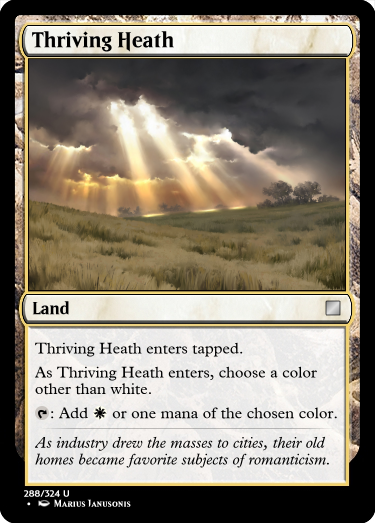 Thriving Heath
Land
Thriving Heath enters tapped.
As Thriving Heath enters, choose a color
other than white.
: Add or one mana of the chosen color.
As industry drew the masses to cities, their old
homes became favorite subjects of romanticism.
288/324 U
• Marius Janusonis